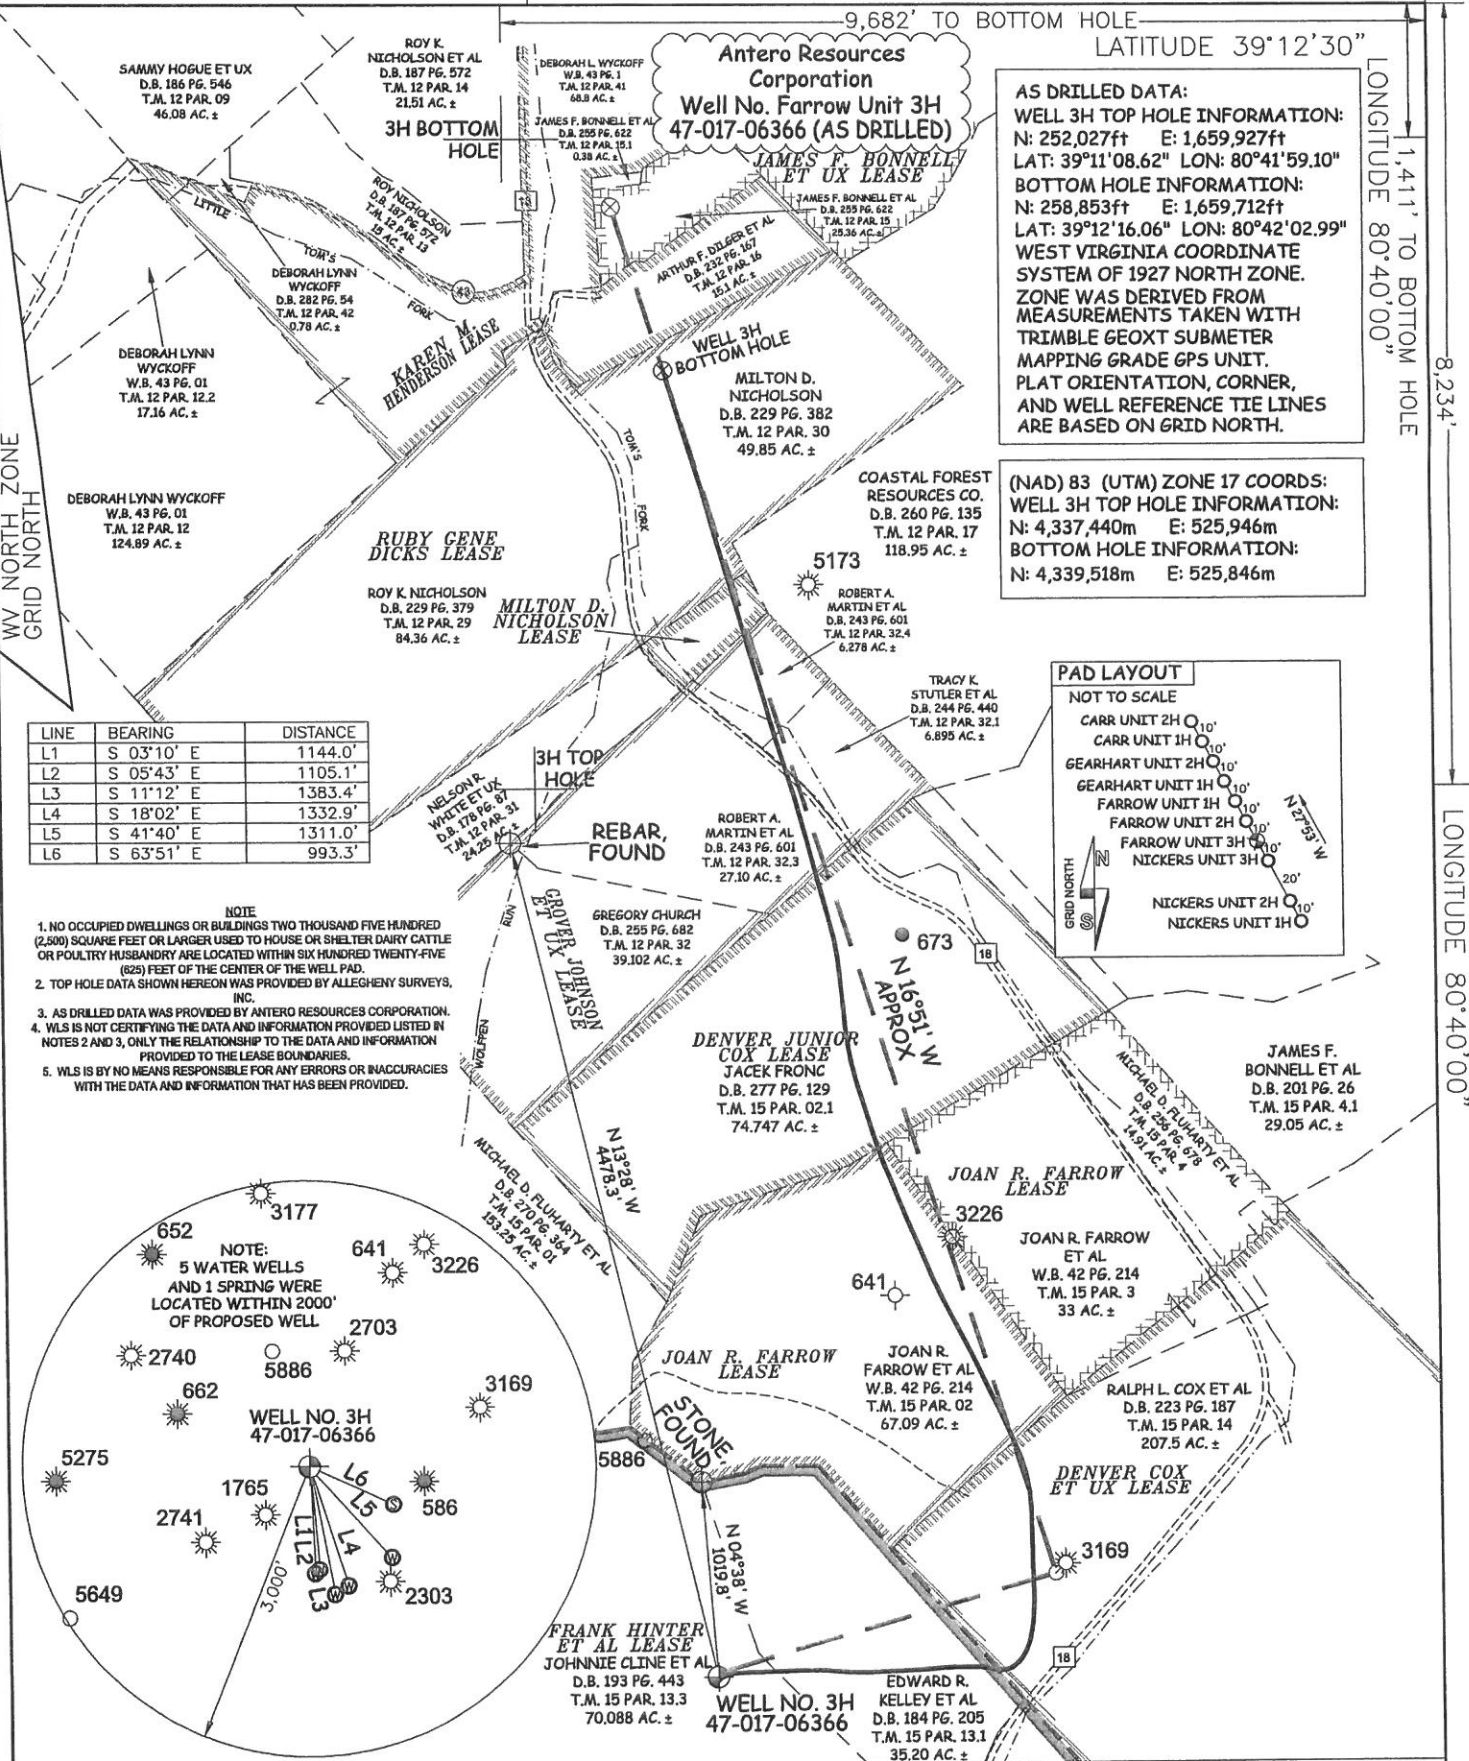 9,682' TO BOTTOM HOLE
LATITUDE 39°12'30"
LONGITUDE 80°40'00"
1,411' TO BOTTOM HOLE
8,234'
LONGITUDE 80°40'00"
Antero Resources
Corporation
Well No. Farrow Unit 3H
47-017-06366 (AS DRILLED)
AS DRILLED DATA:
WELL 3H TOP HOLE INFORMATION:
N: 252,027ft E: 1,659,927ft
LAT: 39°11'08.62" LON: 80°41'59.10"
BOTTOM HOLE INFORMATION:
N: 258,853ft E: 1,659,712ft
LAT: 39°12'16.06" LON: 80°42'02.99"
WEST VIRGINIA COORDINATE
SYSTEM OF 1927 NORTH ZONE.
ZONE WAS DERIVED FROM
MEASUREMENTS TAKEN WITH
TRIMBLE GEOXT SUBMETER
MAPPING GRADE GPS UNIT.
PLAT ORIENTATION, CORNER,
AND WELL REFERENCE TIE LINES
ARE BASED ON GRID NORTH.
(NAD) 83 (UTM) ZONE 17 COORDS:
WELL 3H TOP HOLE INFORMATION:
N: 4,337,440m E: 525,946m
BOTTOM HOLE INFORMATION:
N: 4,339,518m E: 525,846m
SAMMY HOGUE ET UX
D.B. 186 PG. 546
T.M. 12 PAR. 09
46.08 AC. ±
ROY K.
NICHOLSON ET AL
D.B. 187 PG. 572
T.M. 12 PAR. 14
21.51 AC. ±
3H BOTTOM
HOLE
DEBORAH L. WYCKOFF
W.B. 43 PG. 1
T.M. 12 PAR. 41
68.8 AC. ±
JAMES F. BONNELL ET AL
D.B. 255 PG. 622
T.M. 12 PAR. 15.1
0.38 AC. ±
JAMES F. BONNELL
ET UX LEASE
JAMES F. BONNELL ET AL
D.B. 255 PG. 622
T.M. 12 PAR. 15
25.36 AC. ±
ARTHUR F. DILGER ET AL
D.B. 232 PG. 167
T.M. 12 PAR. 16
15.1 AC. ±
ROY NICHOLSON
D.B. 187 PG. 572
T.M. 12 PAR. 13
15 AC. ±
LITTLE
TOM'S
FORK
43
DEBORAH LYNN
WYCKOFF
D.B. 282 PG. 54
T.M. 12 PAR. 42
0.78 AC. ±
KAREN M.
HENDERSON LEASE
DEBORAH LYNN
WYCKOFF
W.B. 43 PG. 01
T.M. 12 PAR. 12.2
17.16 AC. ±
WELL 3H
BOTTOM HOLE
MILTON D.
NICHOLSON
D.B. 229 PG. 382
T.M. 12 PAR. 30
49.85 AC. ±
TOM'S
FORK
WV NORTH ZONE
GRID NORTH
DEBORAH LYNN WYCKOFF
W.B. 43 PG. 01
T.M. 12 PAR. 12
124.89 AC. ±
RUBY GENE
DICKS LEASE
ROY K. NICHOLSON
D.B. 229 PG. 379
T.M. 12 PAR. 29
84.36 AC. ±
MILTON D.
NICHOLSON
LEASE
COASTAL FOREST
RESOURCES CO.
D.B. 260 PG. 135
T.M. 12 PAR. 17
118.95 AC. ±
5173
ROBERT A.
MARTIN ET AL
D.B. 243 PG. 601
T.M. 12 PAR. 32.4
6.278 AC. ±
TRACY K.
STUTLER ET AL
D.B. 244 PG. 440
T.M. 12 PAR. 32.1
6.895 AC. ±
PAD LAYOUT
NOT TO SCALE
CARR UNIT 2H
10'
CARR UNIT 1H
10'
GEARHART UNIT 2H
10'
GEARHART UNIT 1H
10'
FARROW UNIT 1H
10'
FARROW UNIT 2H
10'
FARROW UNIT 3H
10'
NICKERS UNIT 3H
20'
NICKERS UNIT 2H
10'
NICKERS UNIT 1H
N 27°53' W
GRID NORTH
N
S
LINE BEARING DISTANCE
L1 S 03°10' E 1144.0'
L2 S 05°43' E 1105.1'
L3 S 11°12' E 1383.4'
L4 S 18°02' E 1332.9'
L5 S 41°40' E 1311.0'
L6 S 63°51' E 993.3'
3H TOP
HOLE
NELSON R.
WHITE ET UX
D.B. 178 PG. 87
T.M. 12 PAR. 31
24.25 AC. ±
REBAR,
FOUND
ROBERT A.
MARTIN ET AL
D.B. 243 PG. 601
T.M. 12 PAR. 32.3
27.10 AC. ±
GREGORY CHURCH
D.B. 255 PG. 682
T.M. 12 PAR. 32
39.102 AC. ±
GROVER JOHNSON
ET UX LEASE
RUN
WOLFPEN
NOTE
1. NO OCCUPIED DWELLINGS OR BUILDINGS TWO THOUSAND FIVE HUNDRED
(2,500) SQUARE FEET OR LARGER USED TO HOUSE OR SHELTER DAIRY CATTLE
OR POULTRY HUSBANDRY ARE LOCATED WITHIN SIX HUNDRED TWENTY-FIVE
(625) FEET OF THE CENTER OF THE WELL PAD.
2. TOP HOLE DATA SHOWN HEREON WAS PROVIDED BY ALLEGHENY SURVEYS,
INC.
3. AS DRILLED DATA WAS PROVIDED BY ANTERO RESOURCES CORPORATION.
4. WLS IS NOT CERTIFYING THE DATA AND INFORMATION PROVIDED LISTED IN
NOTES 2 AND 3, ONLY THE RELATIONSHIP TO THE DATA AND INFORMATION
PROVIDED TO THE LEASE BOUNDARIES.
5. WLS IS BY NO MEANS RESPONSIBLE FOR ANY ERRORS OR INACCURACIES
WITH THE DATA AND INFORMATION THAT HAS BEEN PROVIDED.
673
18
N 16°51' W
APPROX
DENVER JUNIOR
COX LEASE
JACEK FRONC
D.B. 277 PG. 129
T.M. 15 PAR. 02.1
74.747 AC. ±
JAMES F.
BONNELL ET AL
D.B. 201 PG. 26
T.M. 15 PAR. 4.1
29.05 AC. ±
MICHAEL D. FLUHARTY ET AL
D.B. 256 PG. 678
T.M. 15 PAR. 4
14.91 AC. ±
N 13°28' W
4478.3'
MICHAEL D. FLUHARTY ET AL
D.B. 270 PG. 364
T.M. 15 PAR. 01
153.25 AC. ±
JOAN R. FARROW
LEASE
3226
JOAN R. FARROW
ET AL
W.B. 42 PG. 214
T.M. 15 PAR. 3
33 AC. ±
641
JOAN R. FARROW
LEASE
JOAN R.
FARROW ET AL
W.B. 42 PG. 214
T.M. 15 PAR. 02
67.09 AC. ±
RALPH L. COX ET AL
D.B. 223 PG. 187
T.M. 15 PAR. 14
207.5 AC. ±
STONE,
FOUND
5886
DENVER COX
ET UX LEASE
3169
N 04°38' W
1019.8'
FRANK HINTER
ET AL LEASE
JOHNNIE CLINE ET AL
D.B. 193 PG. 443
T.M. 15 PAR. 13.3
70.088 AC. ±
WELL NO. 3H
47-017-06366
EDWARD R.
KELLEY ET AL
D.B. 184 PG. 205
T.M. 15 PAR. 13.1
35.20 AC. ±
18
3177
652
NOTE:
5 WATER WELLS
AND 1 SPRING WERE
LOCATED WITHIN 2000'
OF PROPOSED WELL
641
3226
2703
2740
5886
662
3169
WELL NO. 3H
47-017-06366
5275
L6
L5
S
586
1765
2741
L1
L2
L4
L3
W
W
W
W
2303
5649
3,000'